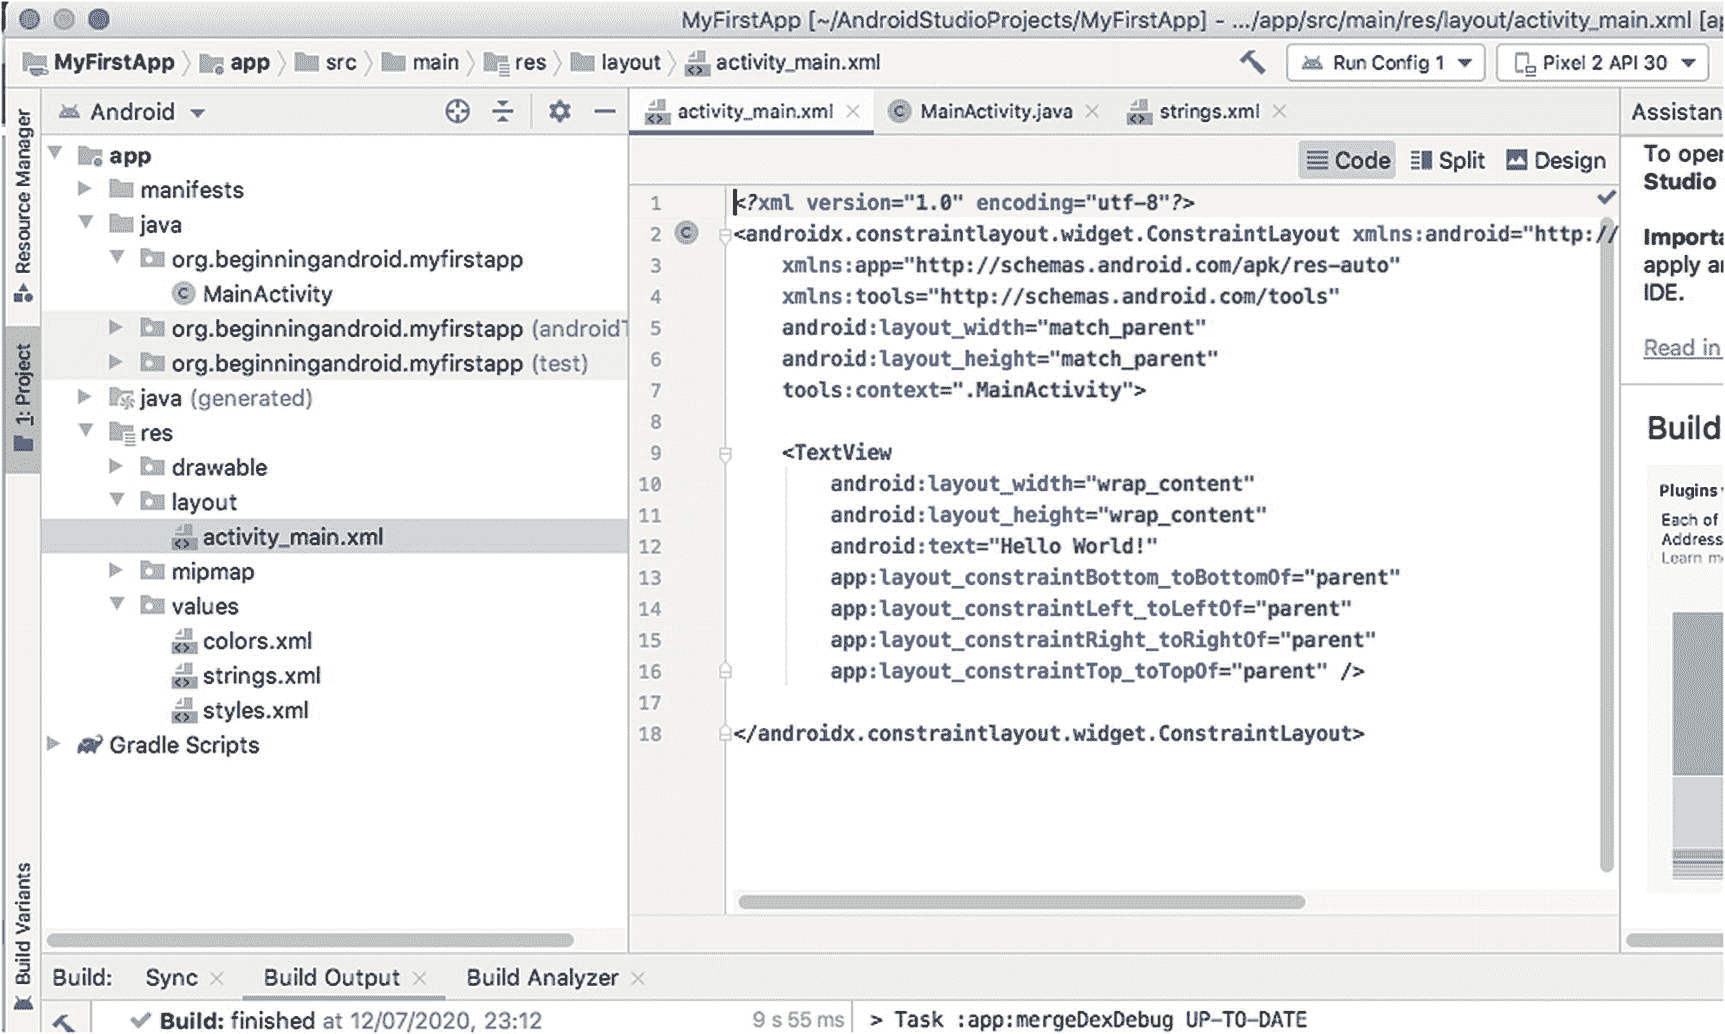 MyFirstApp [~/AndroidStudioProjects/MyFirstApp] - .../app/src/main/res/layout/activity_main.xml [ap
MyFirstApp app src main res layout activity_main.xml Run Config 1 Pixel 2 API 30
Resource Manager
1: Project
Build Variants
Android
app
manifests
java
org.beginningandroid.myfirstapp
MainActivity
org.beginningandroid.myfirstapp (androidT
org.beginningandroid.myfirstapp (test)
java (generated)
res
drawable
layout
activity_main.xml
mipmap
values
colors.xml
strings.xml
styles.xml
Gradle Scripts
activity_main.xml MainActivity.java strings.xml
Code Split Design
1 <?xml version="1.0" encoding="utf-8"?>
2 <androidx.constraintlayout.widget.ConstraintLayout xmlns:android="http://
3 xmlns:app="http://schemas.android.com/apk/res-auto"
4 xmlns:tools="http://schemas.android.com/tools"
5 android:layout_width="match_parent"
6 android:layout_height="match_parent"
7 tools:context=".MainActivity">
8
9 <TextView
10 android:layout_width="wrap_content"
11 android:layout_height="wrap_content"
12 android:text="Hello World!"
13 app:layout_constraintBottom_toBottomOf="parent"
14 app:layout_constraintLeft_toLeftOf="parent"
15 app:layout_constraintRight_toRightOf="parent"
16 app:layout_constraintTop_toTopOf="parent" />
17
18 </androidx.constraintlayout.widget.ConstraintLayout>
Assistan
To oper
Studio
Importa
apply a
IDE.
Read in
Build
Plugins
Each of
Address
Learn m
Build: Sync Build Output Build Analyzer
Build: finished at 12/07/2020, 23:12 9 s 55 ms
> Task :app:mergeDexDebug UP-TO-DATE